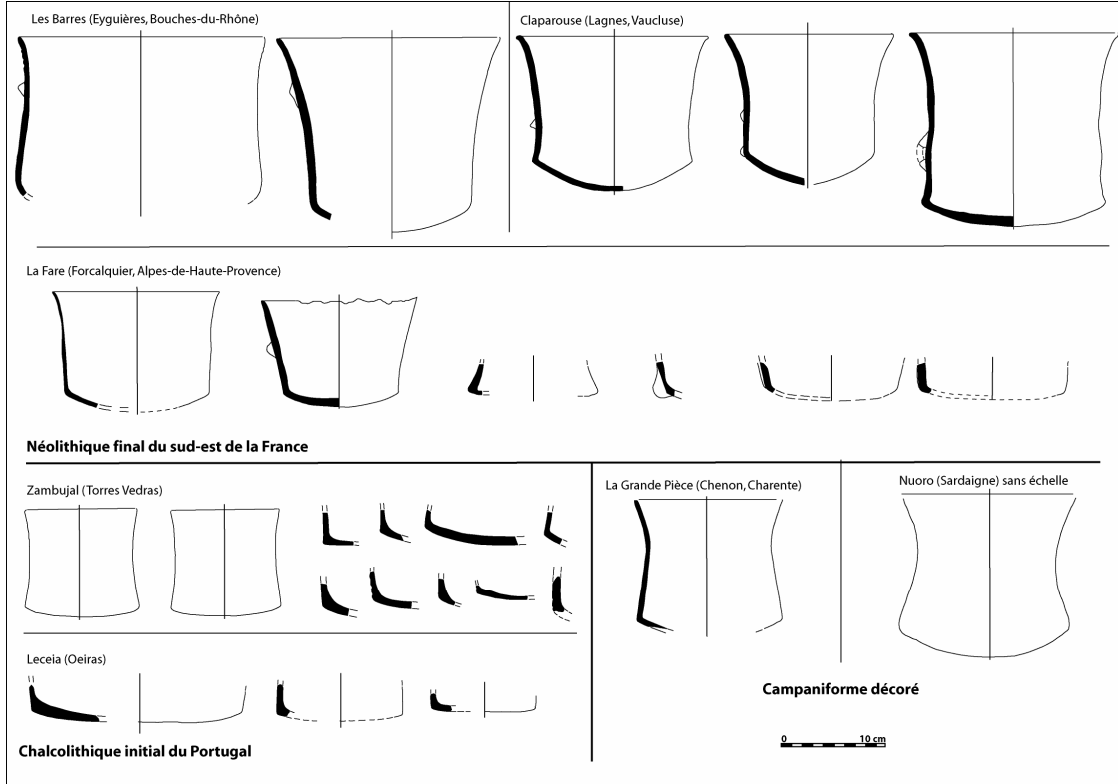 Les Barres (Eyguières, Bouches-du-Rhône)
Claparouse (Lagnes, Vaucluse)
La Fare (Forcalquier, Alpes-de-Haute-Provence)
Néolithique final du sud-est de la France
Zambujal (Torres Vedras)
La Grande Pièce (Chenon, Charente)
Nuoro (Sardaigne) sans échelle
Leceia (Oeiras)
Campaniforme décoré
Chalcolithique initial du Portugal
0 10 cm